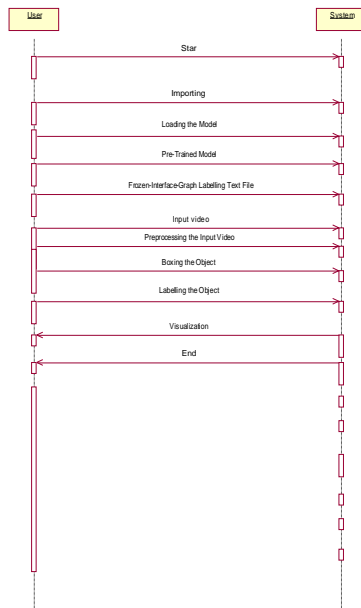 User
System
Star
Importing
Loading the Model
Pre-Trained Model
Frozen-Interface-Graph Labelling Text File
Input video
Preprocessing the Input Video
Boxing the Object
Labelling the Object
Visualization
End